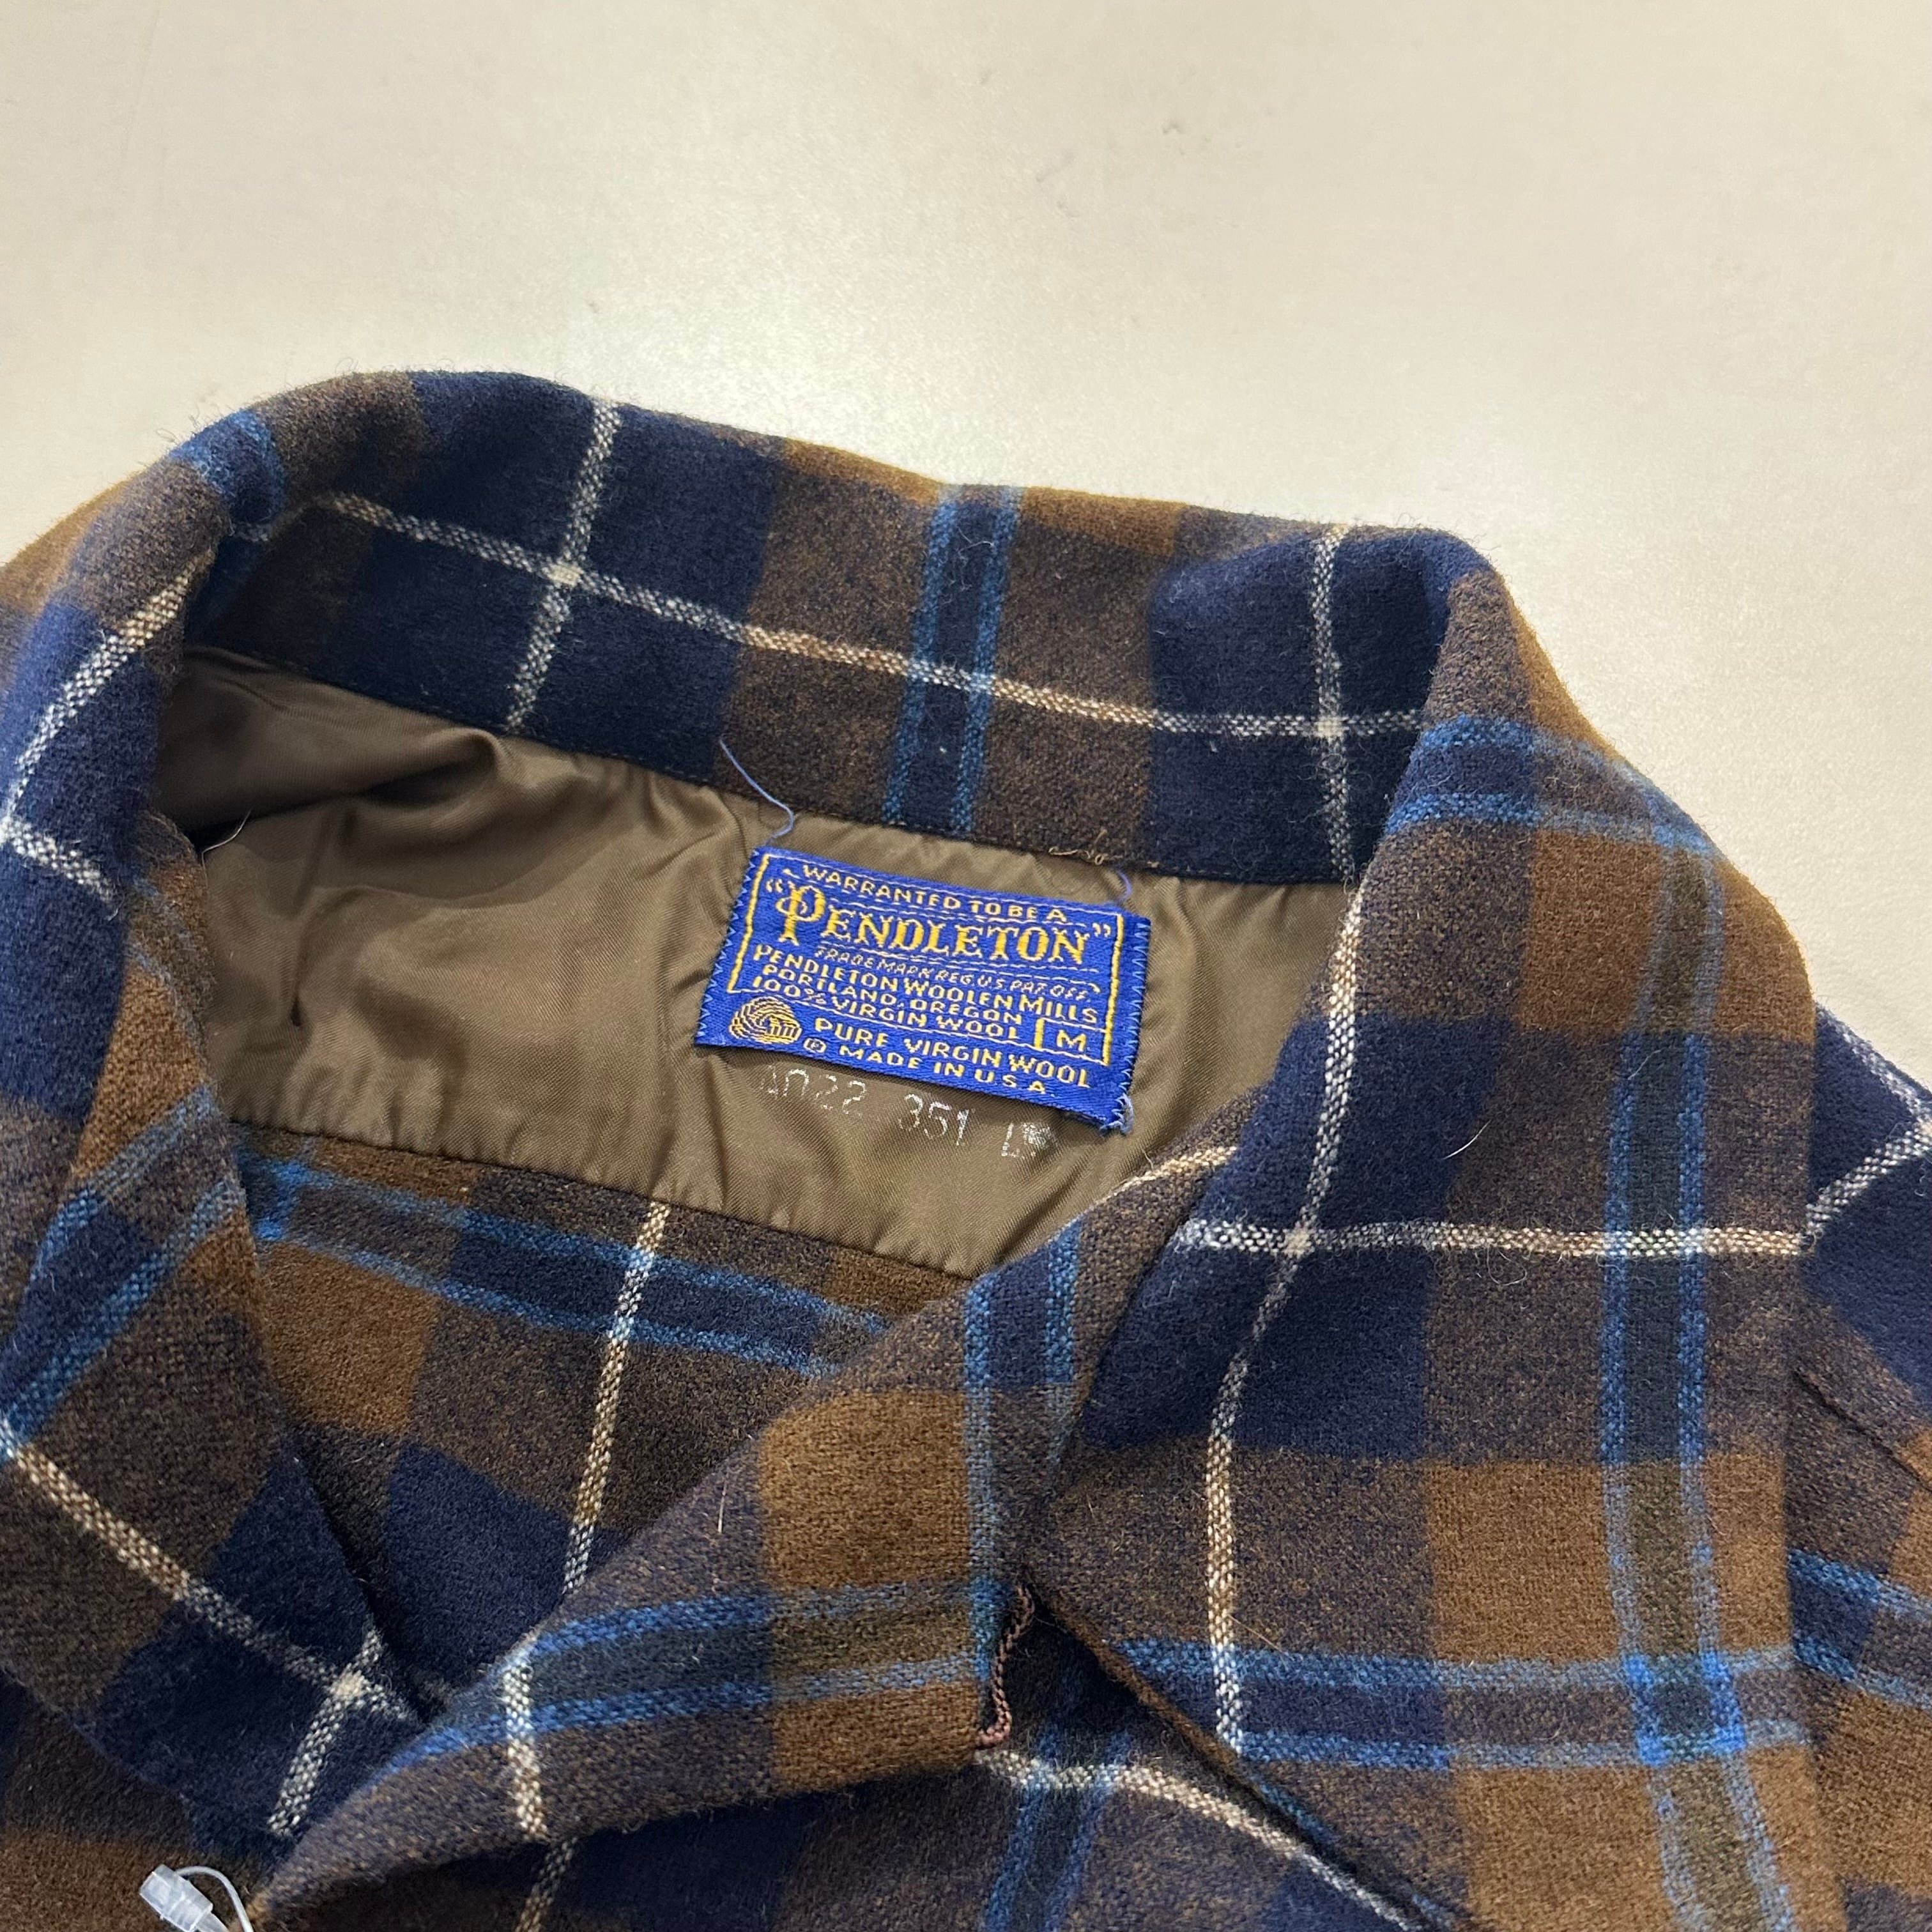 WARRANTED TO BE A
"PENDLETON"
TRADE MARK REG U.S. PAT. OFF.
PENDLETON WOOLEN MILLS
PORTLAND, OREGON
100% VIRGIN WOOL M
PURE VIRGIN WOOL
® MADE IN U.S.A.
351